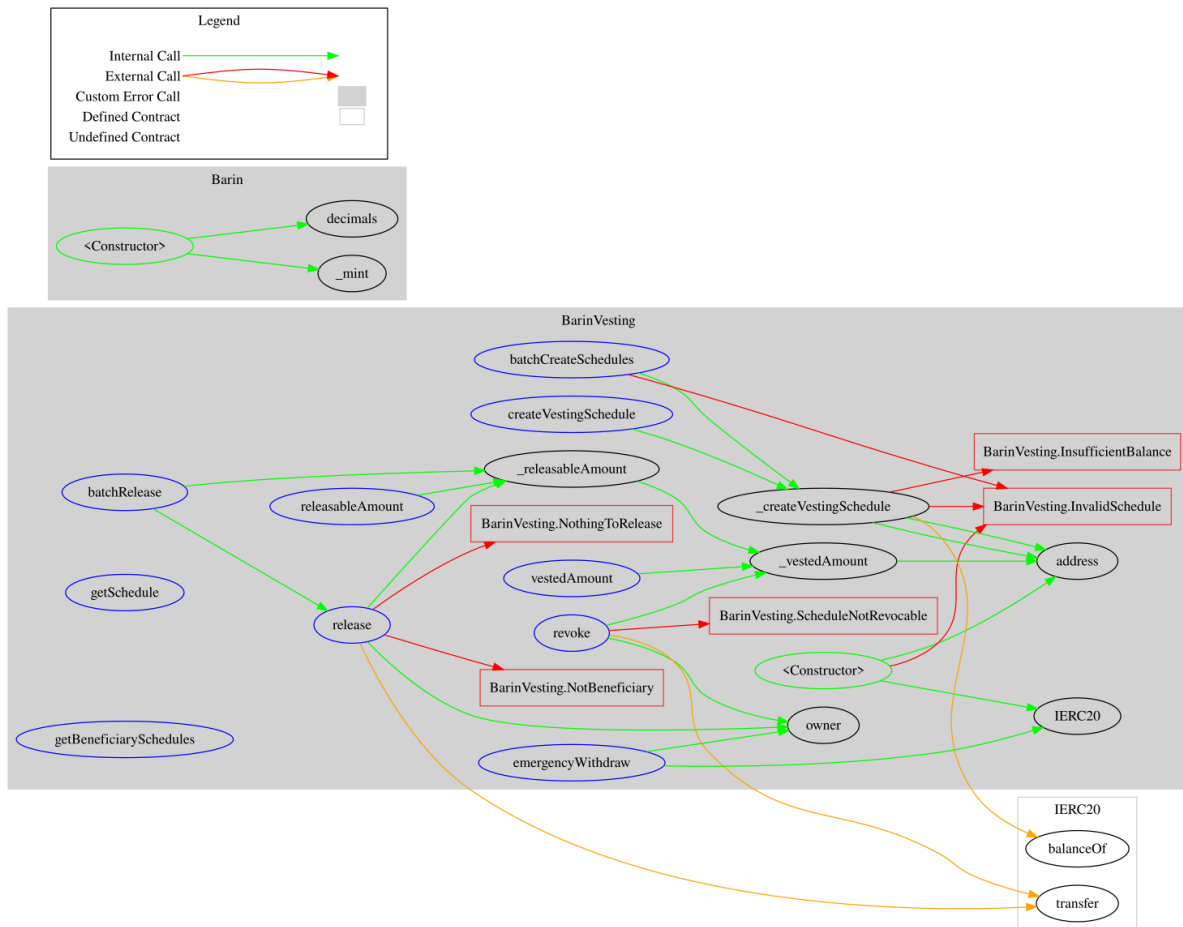 Legend
Internal Call
External Call
Custom Error Call
Defined Contract
Undefined Contract
Barin
<Constructor>
decimals
_mint
BarinVesting
batchCreateSchedules
createVestingSchedule
_releasableAmount
batchRelease
releasableAmount
BarinVesting.NothingToRelease
_createVestingSchedule
BarinVesting.InsufficientBalance
BarinVesting.InvalidSchedule
getSchedule
vestedAmount
_vestedAmount
address
release
revoke
BarinVesting.ScheduleNotRevocable
BarinVesting.NotBeneficiary
<Constructor>
getBeneficiarySchedules
emergencyWithdraw
owner
IERC20
IERC20
balanceOf
transfer